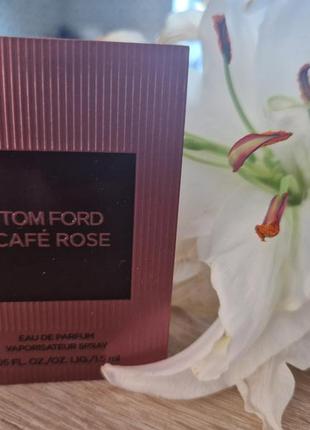 TOM FORD
CAFÉ ROSE
EAU DE PARFUM
VAPORISATEUR SPRAY
.05 FL. OZ./OZ. LIQ./1.5 ml